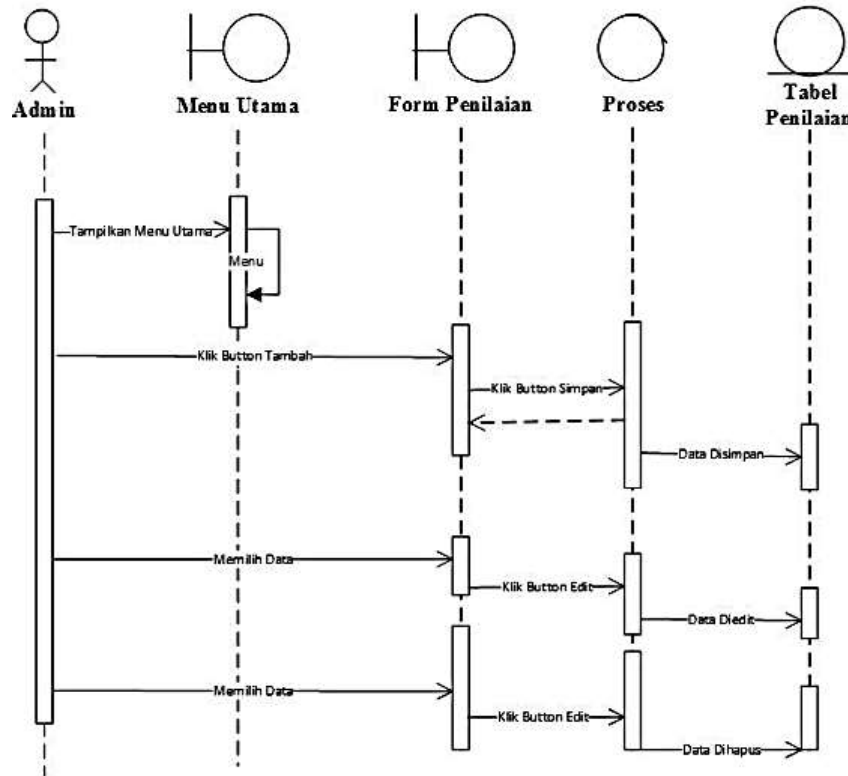 Admin
Menu Utama
Form Penilaian
Proses
Tabel
Penilaian
Tampilkan Menu Utama
Menu
Klik Button Tambah
Klik Button Simpan
Data Disimpan
Memilih Data
Klik Button Edit
Data Diedit
Memilih Data
Klik Button Edit
Data Dihapus